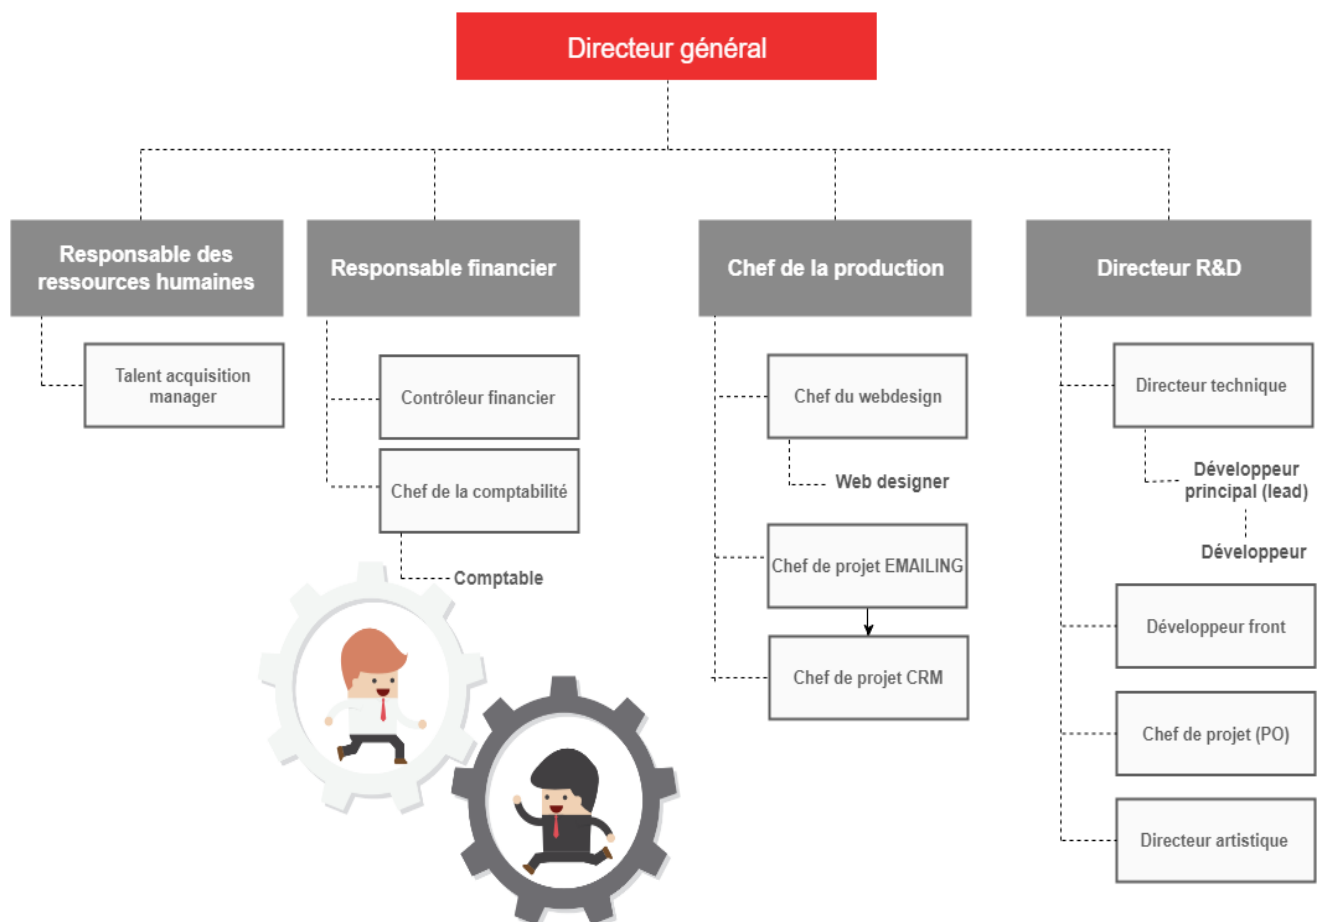 Directeur général
Responsable des
ressources humaines
Responsable financier
Chef de la production
Directeur R&D
Talent acquisition
manager
Contrôleur financier
Chef de la comptabilité
Comptable
Chef du webdesign
Web designer
Chef de projet EMAILING
Chef de projet CRM
Directeur technique
Développeur
principal (lead)
Développeur
Développeur front
Chef de projet (PO)
Directeur artistique